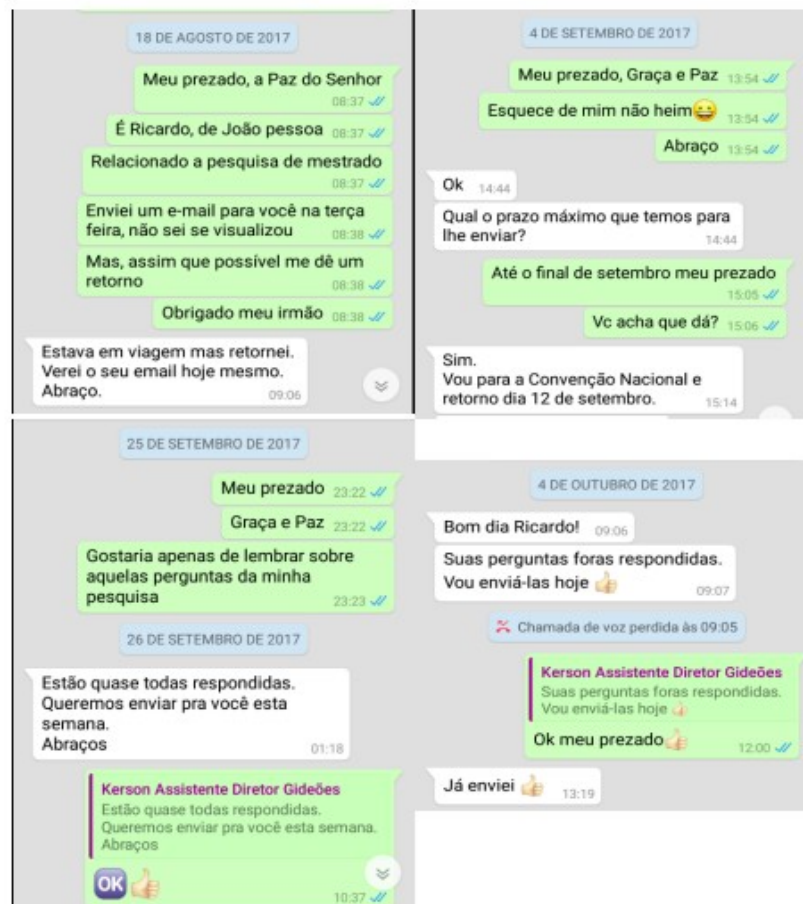 18 DE AGOSTO DE 2017
Meu prezado, a Paz do Senhor
08:37
É Ricardo, de João pessoa 08:37
Relacionado a pesquisa de mestrado
08:37
Enviei um e-mail para você na terça
feira, não sei se visualizou 08:38
Mas, assim que possível me dê um
retorno 08:38
Obrigado meu irmão 08:38
Estava em viagem mas retornei.
Verei o seu email hoje mesmo.
Abraço. 09:06
4 DE SETEMBRO DE 2017
Meu prezado, Graça e Paz 13:54
Esquece de mim não heim😄 13:54
Abraço 13:54
Ok 14:44
Qual o prazo máximo que temos para
lhe enviar? 14:44
Até o final de setembro meu prezado
15:05
Vc acha que dá? 15:06
Sim.
Vou para a Convenção Nacional e
retorno dia 12 de setembro. 15:14
25 DE SETEMBRO DE 2017
Meu prezado 23:22
Graça e Paz 23:22
Gostaria apenas de lembrar sobre
aquelas perguntas da minha
pesquisa 23:23
26 DE SETEMBRO DE 2017
Estão quase todas respondidas.
Queremos enviar pra você esta
semana.
Abraços 01:18
Kerson Assistente Diretor Gideões
Estão quase todas respondidas.
Queremos enviar pra você esta semana.
Abraços
🆗👍🏻 10:37
4 DE OUTUBRO DE 2017
Bom dia Ricardo! 09:06
Suas perguntas foras respondidas.
Vou enviá-las hoje 👍🏻 09:07
Chamada de voz perdida às 09:05
Kerson Assistente Diretor Gideões
Suas perguntas foras respondidas.
Vou enviá-las hoje 👍🏻
Ok meu prezado👍🏻 12:00
Já enviei 👍🏻 13:19